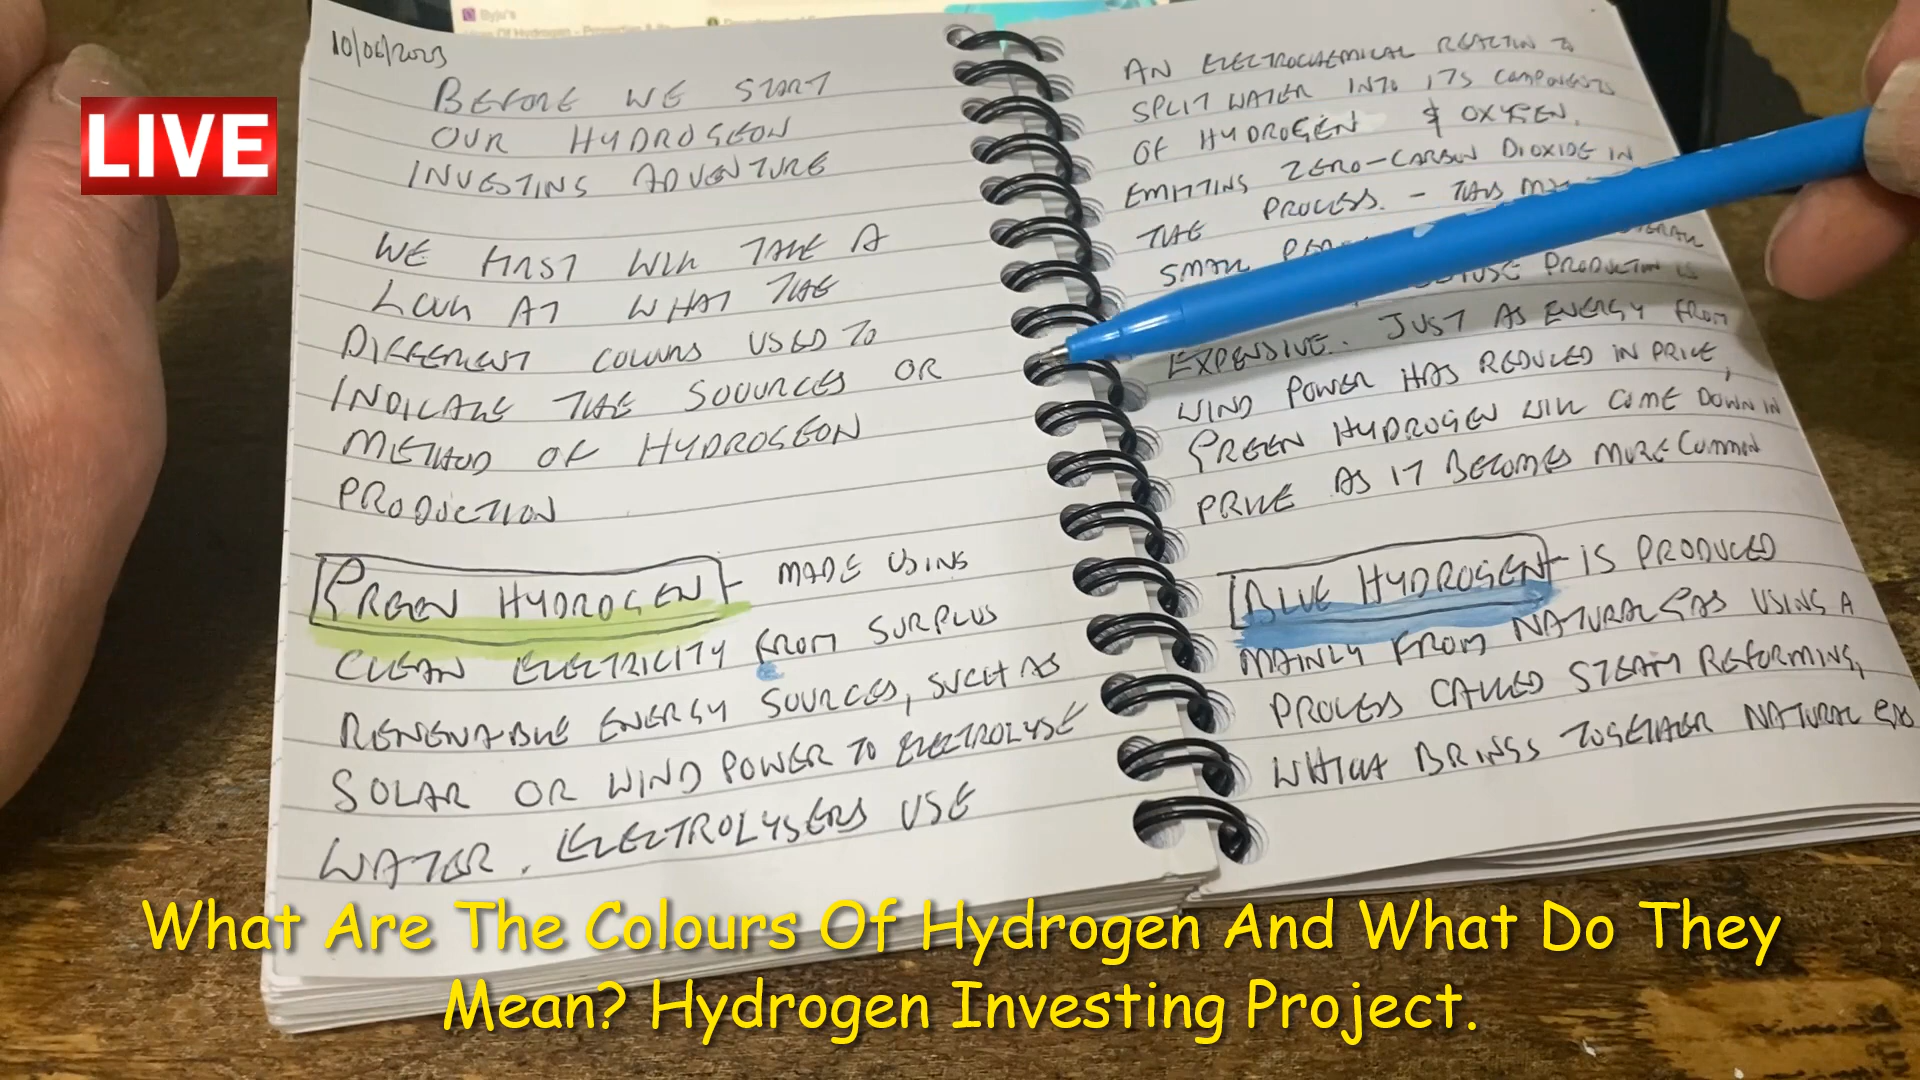 Byju's
10/06/2023
BEFORE WE START
OUR HYDROGEON
INVESTING ADVENTURE
WE FIRST WILL TAKE A
LOOK AT WHAT THE
DIFFERENT COLOURS USED TO
INDICATE THE SOOURCES OR
METHOD OF HYDROGEON
PRODUCTION
GREEN HYDROGEN - MADE USING
CLEAN ELECTRICITY FROM SURPLUS
RENEWABLE ENERGY SOURCES, SUCH AS
SOLAR OR WIND POWER TO ELECTROLYSE
WATER. ELECTROLYSERS USE
AN ELECTROCHEMICAL REACTION TO
SPLIT WATER INTO ITS COMPONENTS
OF HYDROGEN & OXYGEN.
EMITTING ZERO-CARBON DIOXIDE IN
THE PROCESS. - THIS
SMALL
PRODUCTION IS
EXPENSIVE. JUST AS ENERGY FROM
WIND POWER HAS REDUCED IN PRICE,
GREEN HYDROGEN WILL COME DOWN IN
PRICE AS IT BECOMES MORE COMMON
BLUE HYDROGEN - IS PRODUCED
MAINLY FROM NATURAL GAS USING A
PROCESS CALLED STEAM REFORMING,
WHICH BRINGS TOGETHER NATURAL GAS
LIVE
What Are The Colours Of Hydrogen And What Do They
Mean? Hydrogen Investing Project.